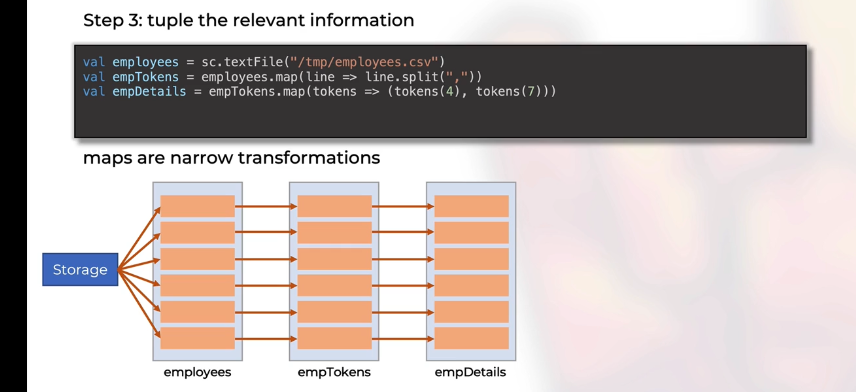 Step 3: tuple the relevant information
val employees = sc.textFile("/tmp/employees.csv")
val empTokens = employees.map(line => line.split(","))
val empDetails = empTokens.map(tokens => (tokens(4), tokens(7)))
maps are narrow transformations
Storage
employees
empTokens
empDetails